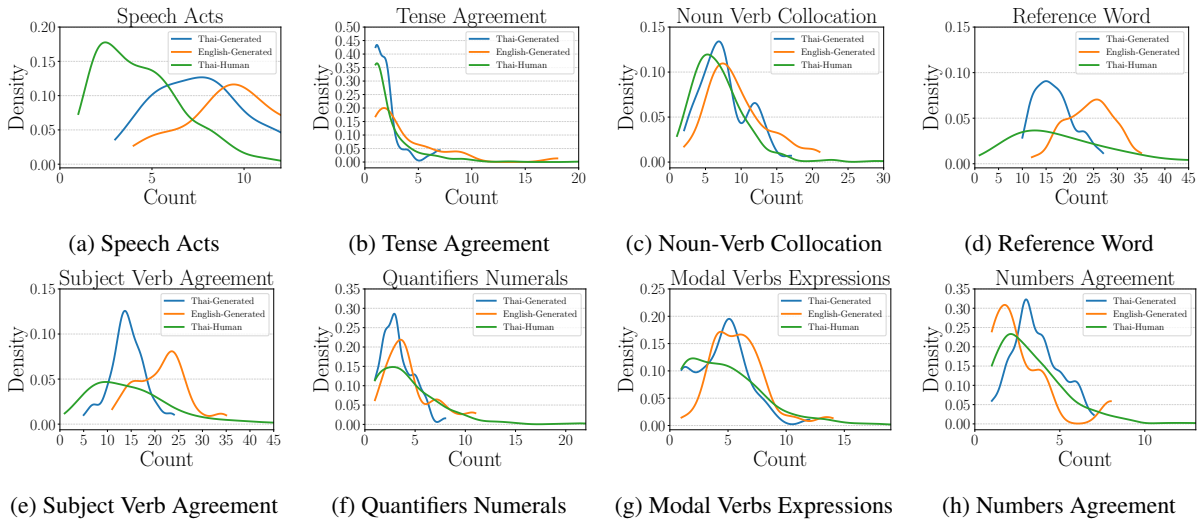 Speech Acts
0.20
0.15
0.10
0.05
0.00
Density
Thai-Generated
English-Generated
Thai-Human
0 5 10
Count
(a) Speech Acts
Tense Agreement
0.50
0.45
0.40
0.35
0.30
0.25
0.20
0.15
0.10
0.05
0.00
Density
Thai-Generated
English-Generated
Thai-Human
0 5 10 15 20
Count
(b) Tense Agreement
Noun Verb Collocation
0.15
0.10
0.05
0.00
Density
Thai-Generated
English-Generated
Thai-Human
0 5 10 15 20 25 30
Count
(c) Noun-Verb Collocation
Reference Word
0.15
0.10
0.05
0.00
Density
Thai-Generated
English-Generated
Thai-Human
0 5 10 15 20 25 30 35 40 45
Count
(d) Reference Word
Subject Verb Agreement
0.15
0.10
0.05
0.00
Density
Thai-Generated
English-Generated
Thai-Human
0 5 10 15 20 25 30 35 40 45
Count
(e) Subject Verb Agreement
Quantifiers Numerals
0.35
0.30
0.25
0.20
0.15
0.10
0.05
0.00
Density
Thai-Generated
English-Generated
Thai-Human
0 5 10 15 20
Count
(f) Quantifiers Numerals
Modal Verbs Expressions
0.25
0.20
0.15
0.10
0.05
0.00
Density
Thai-Generated
English-Generated
Thai-Human
0 5 10 15
Count
(g) Modal Verbs Expressions
Numbers Agreement
0.35
0.30
0.25
0.20
0.15
0.10
0.05
0.00
Density
Thai-Generated
English-Generated
Thai-Human
0 5 10
Count
(h) Numbers Agreement